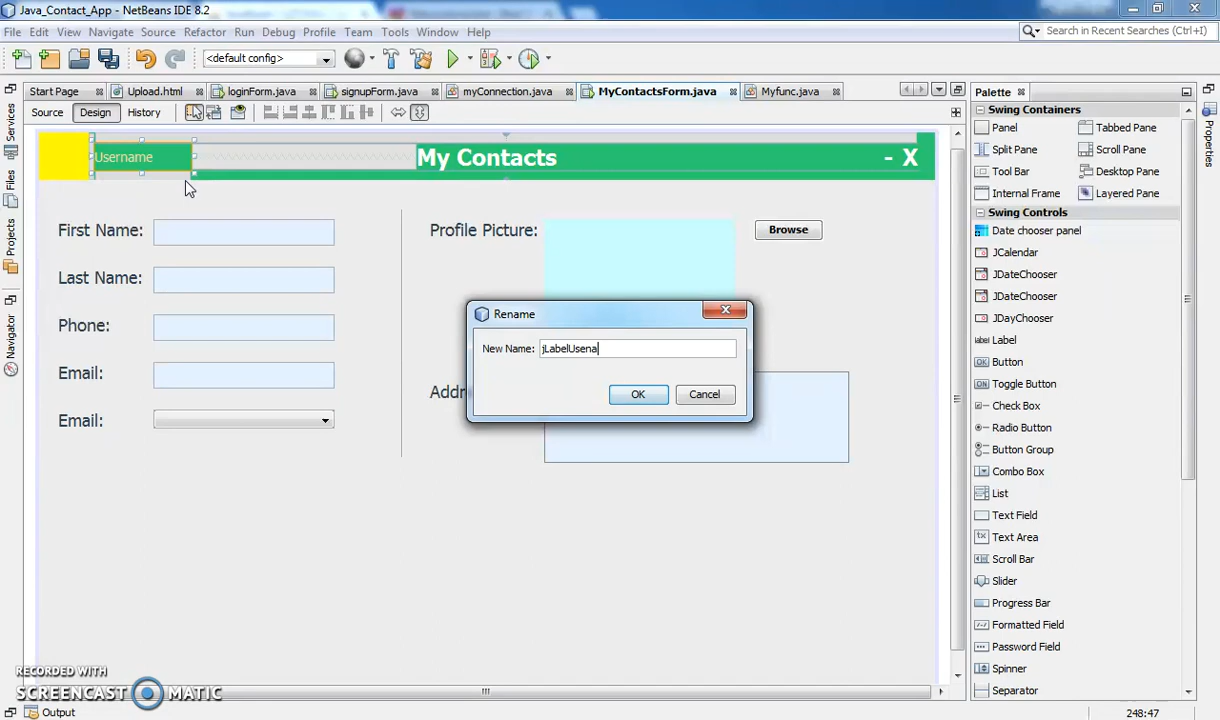 Java_Contact_App - NetBeans IDE 8.2
File Edit View Navigate Source Refactor Run Debug Profile Team Tools Window Help
Search in Recent Searches (Ctrl+I)
<default config>
Start Page Upload.html loginForm.java signupForm.java myConnection.java MyContactsForm.java Myfunc.java
Source Design History
Services
Files
Projects
Navigator
Username
My Contacts
- X
First Name:
Last Name:
Phone:
Email:
Email:
Profile Picture:
Browse
Addr
Rename
New Name: jLabelUsena
OK Cancel
Palette
Swing Containers
Panel Tabbed Pane
Split Pane Scroll Pane
Tool Bar Desktop Pane
Internal Frame Layered Pane
Swing Controls
Date chooser panel
JCalendar
JDateChooser
JDateChooser
JDayChooser
Label
Button
Toggle Button
Check Box
Radio Button
Button Group
Combo Box
List
Text Field
Text Area
Scroll Bar
Slider
Progress Bar
Formatted Field
Password Field
Spinner
Separator
Properties
RECORDED WITH
SCREENCAST MATIC
Output
248:47